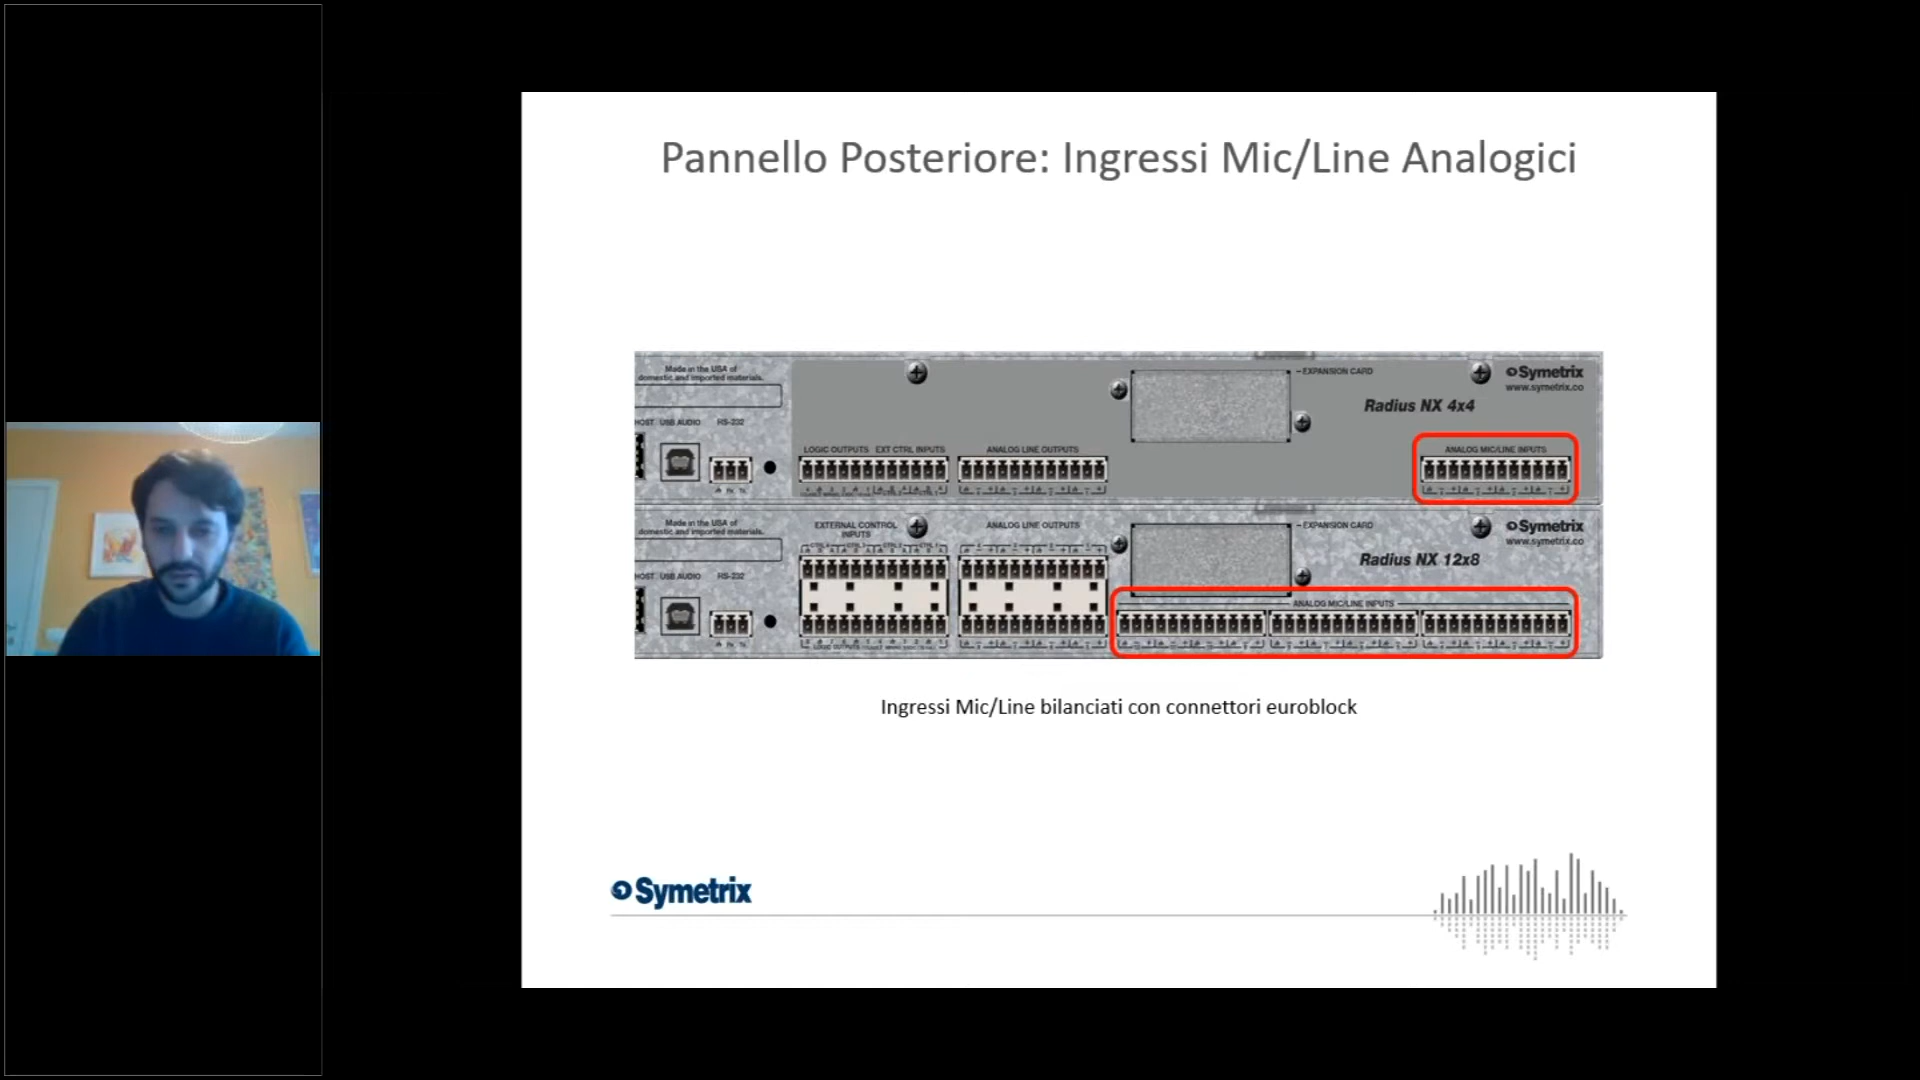 Pannello Posteriore: Ingressi Mic/Line Analogici
Made in the USA of
domestic and imported materials.
HOST USB AUDIO RS-232
LOGIC OUTPUTS EXT CTRL INPUTS
ANALOG LINE OUTPUTS
EXPANSION CARD
Symetrix
www.symetrix.co
Radius NX 4x4
ANALOG MIC/LINE INPUTS
Made in the USA of
domestic and imported materials.
HOST USB AUDIO RS-232
EXTERNAL CONTROL
INPUTS
ANALOG LINE OUTPUTS
EXPANSION CARD
Symetrix
www.symetrix.co
Radius NX 12x8
ANALOG MIC/LINE INPUTS
LOGIC OUTPUTS
Ingressi Mic/Line bilanciati con connettori euroblock
Symetrix